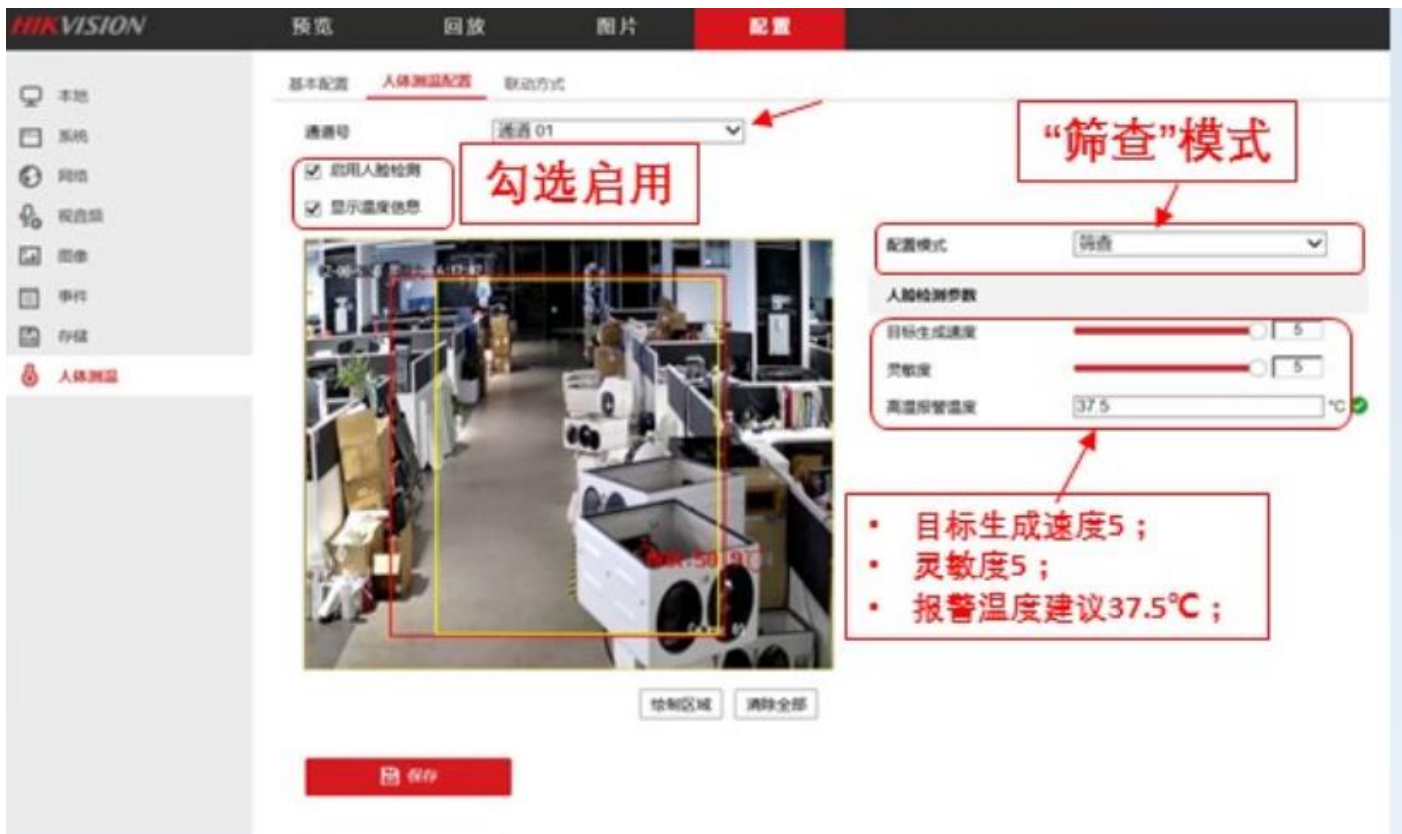 HIKVISION
预览 回放 图片 配置
本地
系统
网络
视音频
图像
事件
存储
人体测温
基本配置 人体测温配置 联动方式
通道号 通道 01
启用人脸检测
显示温度信息
勾选启用
“筛查”模式
配置模式 筛查
人脸检测参数
目标生成速度 5
灵敏度 5
高温报警温度 37.5 °C
• 目标生成速度5；
• 灵敏度5；
• 报警温度建议37.5℃；
绘制区域 清除全部
保存